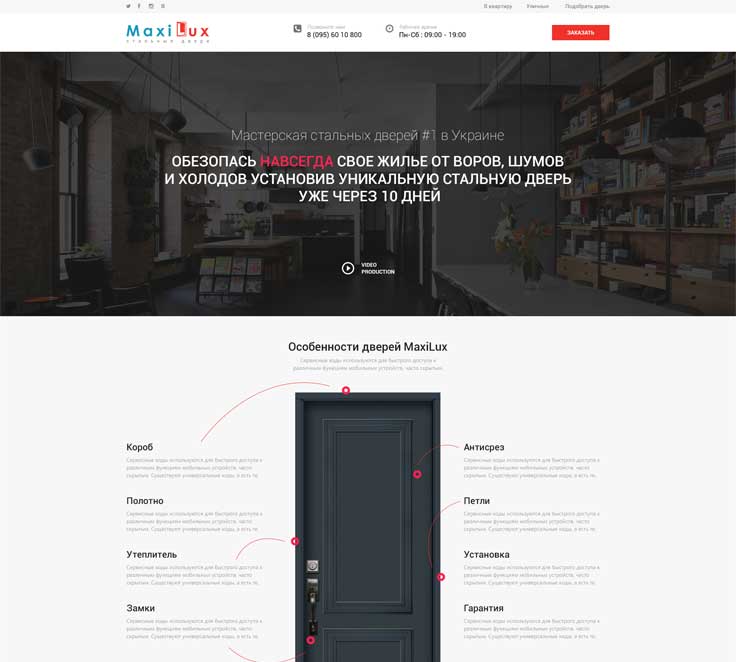 В квартиру Уличные Подобрать дверь
MaxiLux
стальные двери
Позвоните нам
8 (095) 60 10 800
Рабочее время
Пн-Сб : 09:00 - 19:00
ЗАКАЗАТЬ
Мастерская стальных дверей #1 в Украине
ОБЕЗОПАСЬ НАВСЕГДА СВОЕ ЖИЛЬЕ ОТ ВОРОВ, ШУМОВ
И ХОЛОДОВ УСТАНОВИВ УНИКАЛЬНУЮ СТАЛЬНУЮ ДВЕРЬ
УЖЕ ЧЕРЕЗ 10 ДНЕЙ
VIDEO
PRODUCTION
Особенности дверей MaxiLux
Сервисные коды используются для быстрого доступа к
различным функциям мобильных устройств, часто скрытым.
Короб
Сервисные коды используются для быстрого доступа к
различным функциям мобильных устройств, часто
скрытым. Существуют универсальные коды, а есть те,
Полотно
Сервисные коды используются для быстрого доступа к
различным функциям мобильных устройств, часто
скрытым. Существуют универсальные коды, а есть те,
Утеплитель
Сервисные коды используются для быстрого доступа к
различным функциям мобильных устройств, часто
скрытым. Существуют универсальные коды, а есть те,
Замки
Сервисные коды используются для быстрого доступа к
различным функциям мобильных устройств, часто
скрытым. Существуют универсальные коды, а есть те,
Антисрез
Сервисные коды используются для быстрого доступа к
различным функциям мобильных устройств, часто
скрытым. Существуют универсальные коды, а есть те,
Петли
Сервисные коды используются для быстрого доступа к
различным функциям мобильных устройств, часто
скрытым. Существуют универсальные коды, а есть те,
Установка
Сервисные коды используются для быстрого доступа к
различным функциям мобильных устройств, часто
скрытым. Существуют универсальные коды, а есть те,
Гарантия
Сервисные коды используются для быстрого доступа к
различным функциям мобильных устройств, часто
скрытым. Существуют универсальные коды, а есть те,